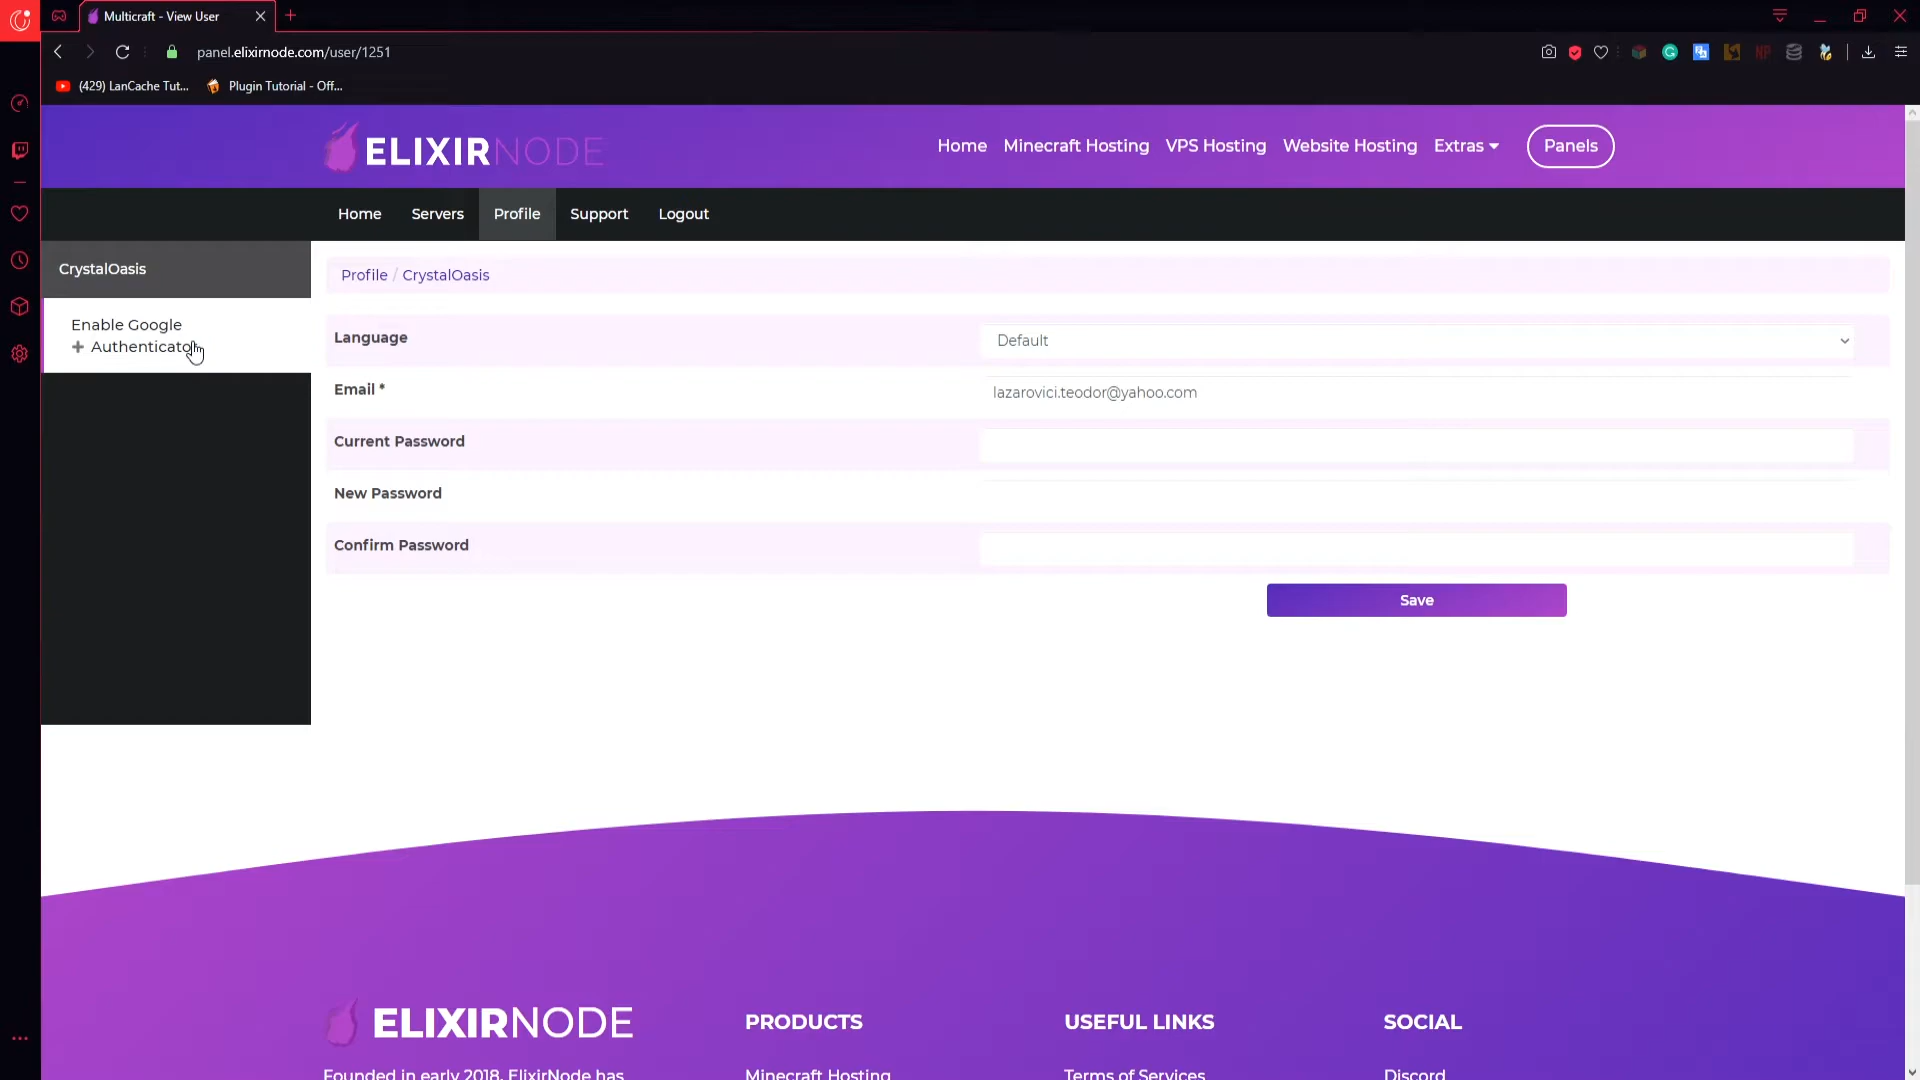 Multicraft - View User
panel.elixirnode.com/user/1251
(429) LanCache Tut...
Plugin Tutorial - Off...
ELIXIRNODE
Home
Minecraft Hosting
VPS Hosting
Website Hosting
Extras
Panels
Home
Servers
Profile
Support
Logout
CrystalOasis
Enable Google
Authenticator
Profile / CrystalOasis
Language
Default
Email *
lazarovici.teodor@yahoo.com
Current Password
New Password
Confirm Password
Save
ELIXIRNODE
PRODUCTS
USEFUL LINKS
SOCIAL
Founded in early 2018, ElixirNode has
Minecraft Hosting
Terms of Services
Discord